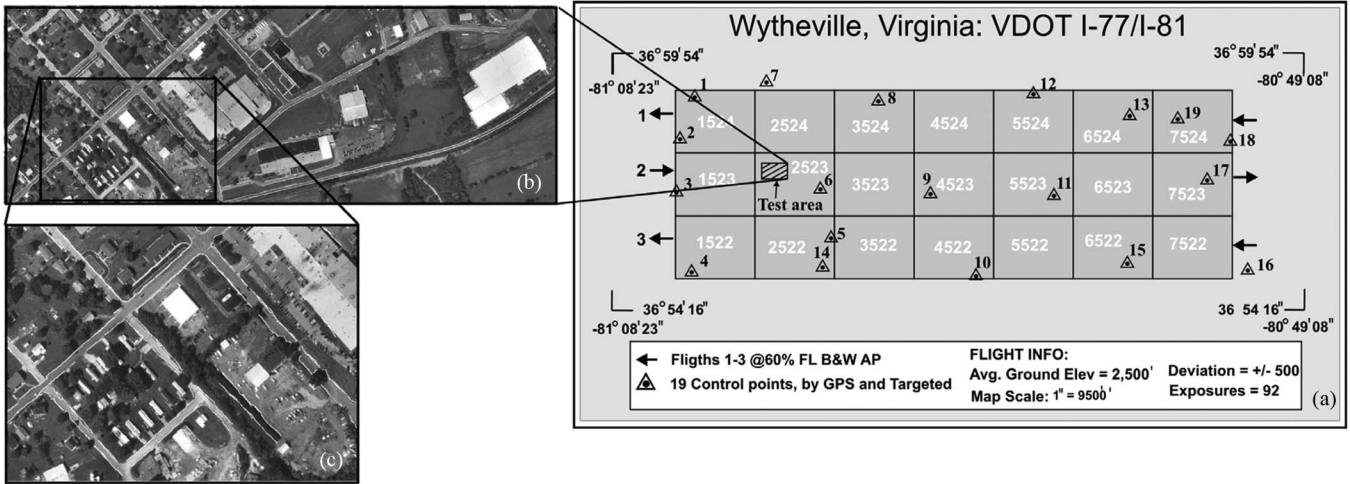 Wytheville, Virginia: VDOT I-77/I-81
36° 59' 54"
-81° 08' 23"
36° 59' 54"
-80° 49' 08"
7
1
8
12
13
19
18
2
1
1524
2524
3524
4524
5524
6524
7524
2
3
1523
2523
6
3523
9
4523
5523
11
6523
17
7523
Test area
3
1522
2522
5
14
3522
4522
10
5522
6522
15
7522
4
16
36° 54' 16"
-81° 08' 23"
36 54' 16"
-80° 49' 08"
Fligths 1-3 @60% FL B&W AP
19 Control points, by GPS and Targeted
FLIGHT INFO:
Avg. Ground Elev = 2,500'
Map Scale: 1" = 9500'
Deviation = +/- 500
Exposures = 92
(a)
(b)
(c)